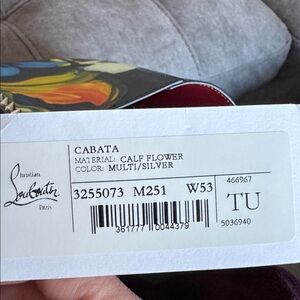 CABATA
MATERIAL: CALF FLOWER
COLOR: MULTI/SILVER
Christian
Louboutin
Paris
3255073 M251 W53
466967
TU
361777 0044379
5036940